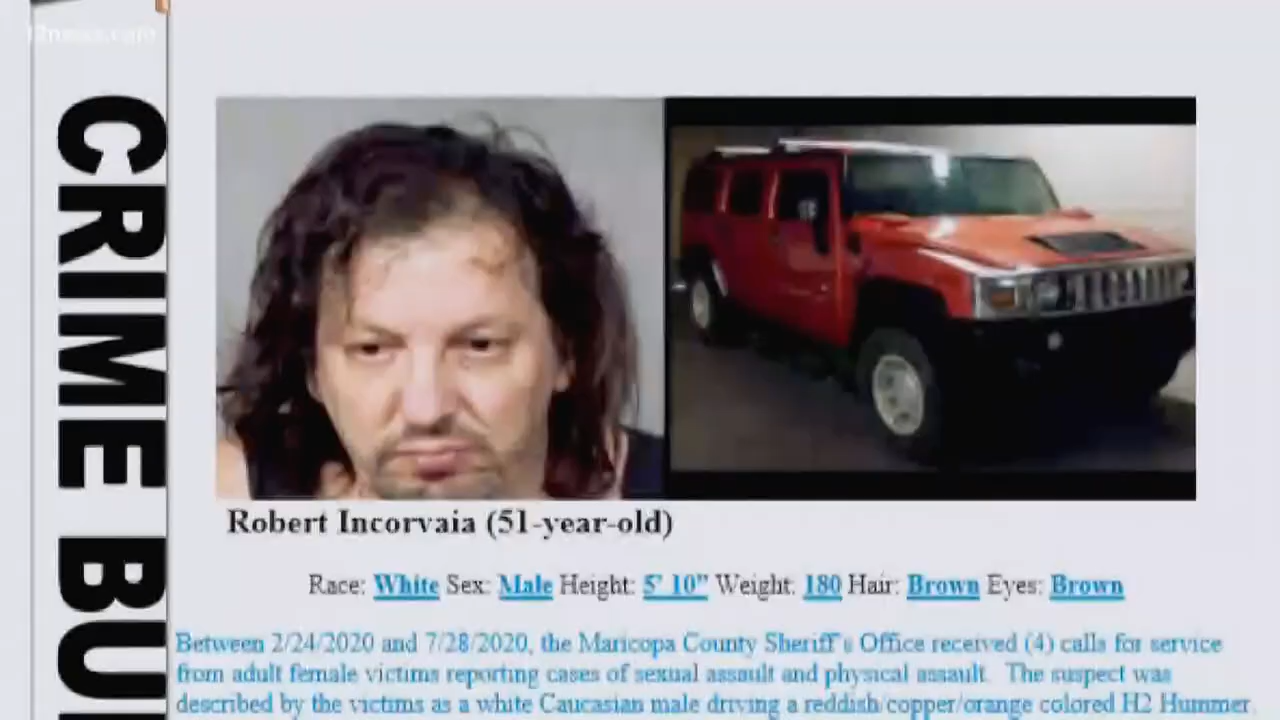 12news.com
CRIME BU
Robert Incorvaia (51-year-old)
Race: White Sex: Male Height: 5' 10" Weight: 180 Hair: Brown Eyes: Brown
Between 2/24/2020 and 7/28/2020, the Maricopa County Sheriff's Office received (4) calls for service
from adult female victims reporting cases of sexual assault and physical assault. The suspect was
described by the victims as a white Caucasian male driving a reddish/copper/orange colored H2 Hummer.